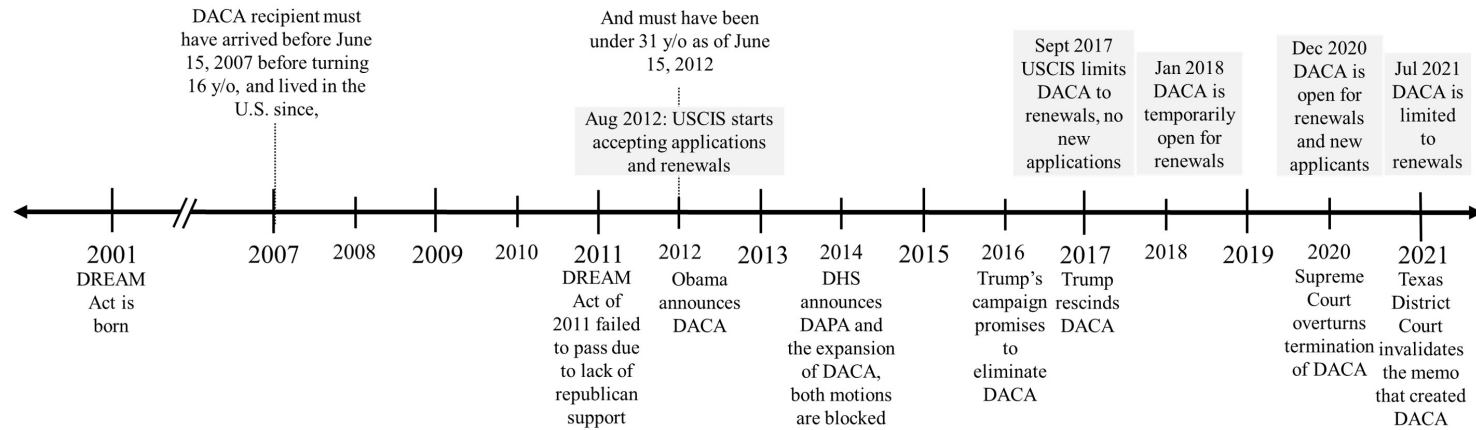 DACA recipient must
have arrived before June
15, 2007 before turning
16 y/o, and lived in the
U.S. since,
And must have been
under 31 y/o as of June
15, 2012
Aug 2012: USCIS starts
accepting applications
and renewals
Sept 2017
USCIS limits
DACA to
renewals, no
new
applications
Jan 2018
DACA is
temporarily
open for
renewals
Dec 2020
DACA is
open for
renewals
and new
applicants
Jul 2021
DACA is
limited
to
renewals
2001
DREAM
Act is
born
2007
2008
2009
2010
2011
DREAM
Act of
2011 failed
to pass due
to lack of
republican
support
2012
Obama
announces
DACA
2013
2014
DHS
announces
DAPA and
the expansion
of DACA,
both motions
are blocked
2015
2016
Trump's
campaign
promises
to
eliminate
DACA
2017
Trump
rescinds
DACA
2018
2019
2020
Supreme
Court
overturns
termination
of DACA
2021
Texas
District
Court
invalidates
the memo
that created
DACA